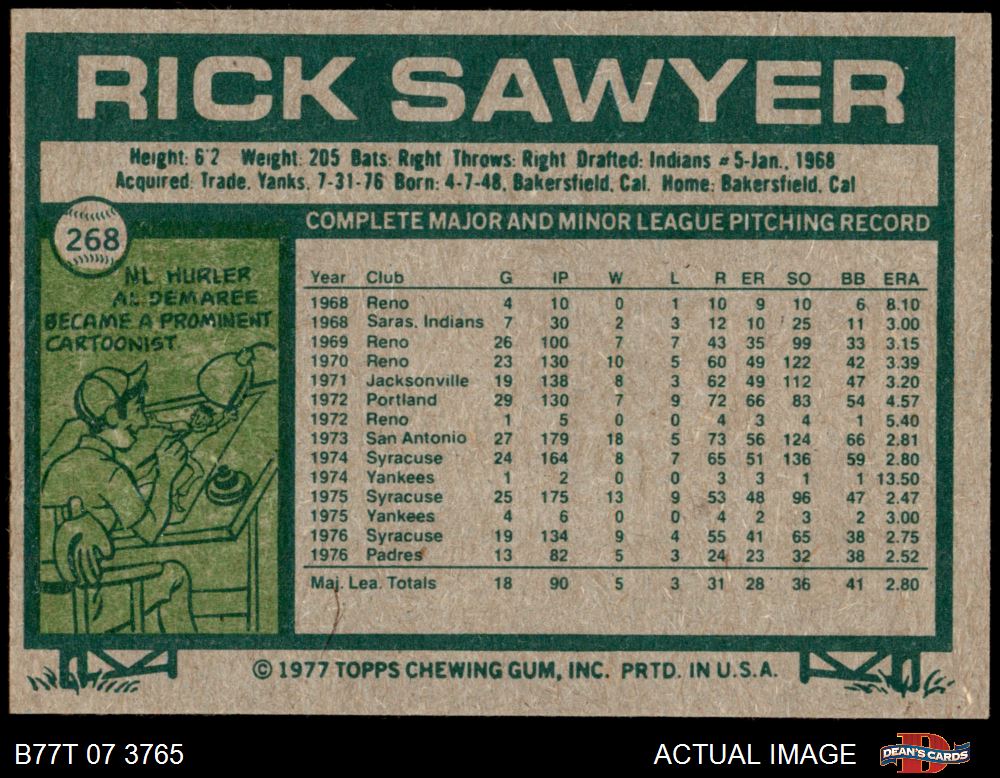 RICK SAWYER
Height: 6'2 Weight: 205 Bats: Right Throws: Right Drafted: Indians #5-Jan., 1968
Acquired: Trade, Yanks, 7-31-76 Born: 4-7-48, Bakersfield, Cal. Home: Bakersfield, Cal
268
NL HURLER
AL DEMAREE
BECAME A PROMINENT
CARTOONIST
COMPLETE MAJOR AND MINOR LEAGUE PITCHING RECORD
Year Club G IP W L R ER SO BB ERA
1968 Reno 4 10 0 1 10 9 10 6 8.10
1968 Saras. Indians 7 30 2 3 12 10 25 11 3.00
1969 Reno 26 100 7 7 43 35 99 33 3.15
1970 Reno 23 130 10 5 60 49 122 42 3.39
1971 Jacksonville 19 138 8 3 62 49 112 47 3.20
1972 Portland 29 130 7 9 72 66 83 54 4.57
1972 Reno 1 5 0 0 4 3 4 1 5.40
1973 San Antonio 27 179 18 5 73 56 124 66 2.81
1974 Syracuse 24 164 8 7 65 51 136 59 2.80
1974 Yankees 1 2 0 0 3 3 1 1 13.50
1975 Syracuse 25 175 13 9 53 48 96 47 2.47
1975 Yankees 4 6 0 0 4 2 3 2 3.00
1976 Syracuse 19 134 9 4 55 41 65 38 2.75
1976 Padres 13 82 5 3 24 23 32 38 2.52
Maj. Lea. Totals 18 90 5 3 31 28 36 41 2.80
© 1977 TOPPS CHEWING GUM, INC. PRTD. IN U.S.A.
B77T 07 3765
ACTUAL IMAGE
D
DEAN'S CARDS